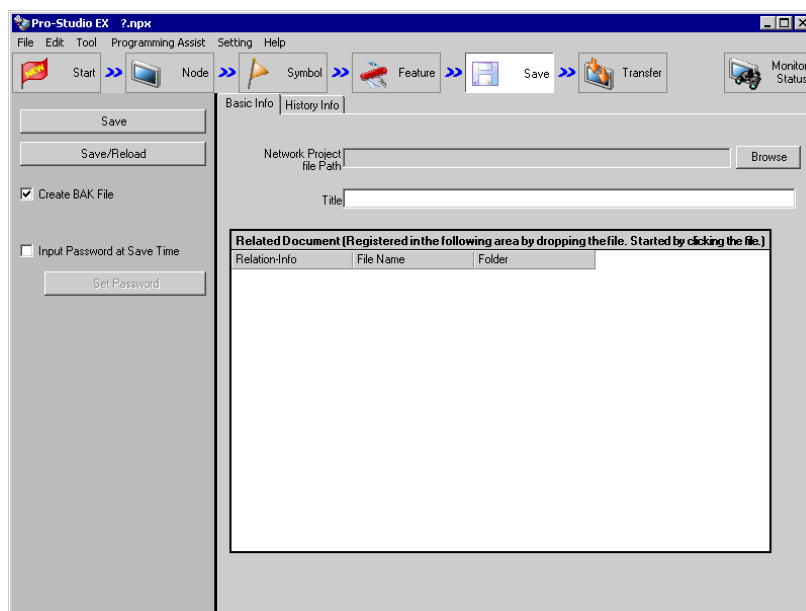 Pro-Studio EX ?.npx
File Edit Tool Programming Assist Setting Help
NEW Start Node Symbol Feature Save Transfer Monitor Status
Basic Info History Info
Save
Save/Reload
Create BAK File
Input Password at Save Time
Set Password
Network Project file Path Browse
Title
Related Document (Registered in the following area by dropping the file. Started by clicking the file.)
Relation-Info File Name Folder